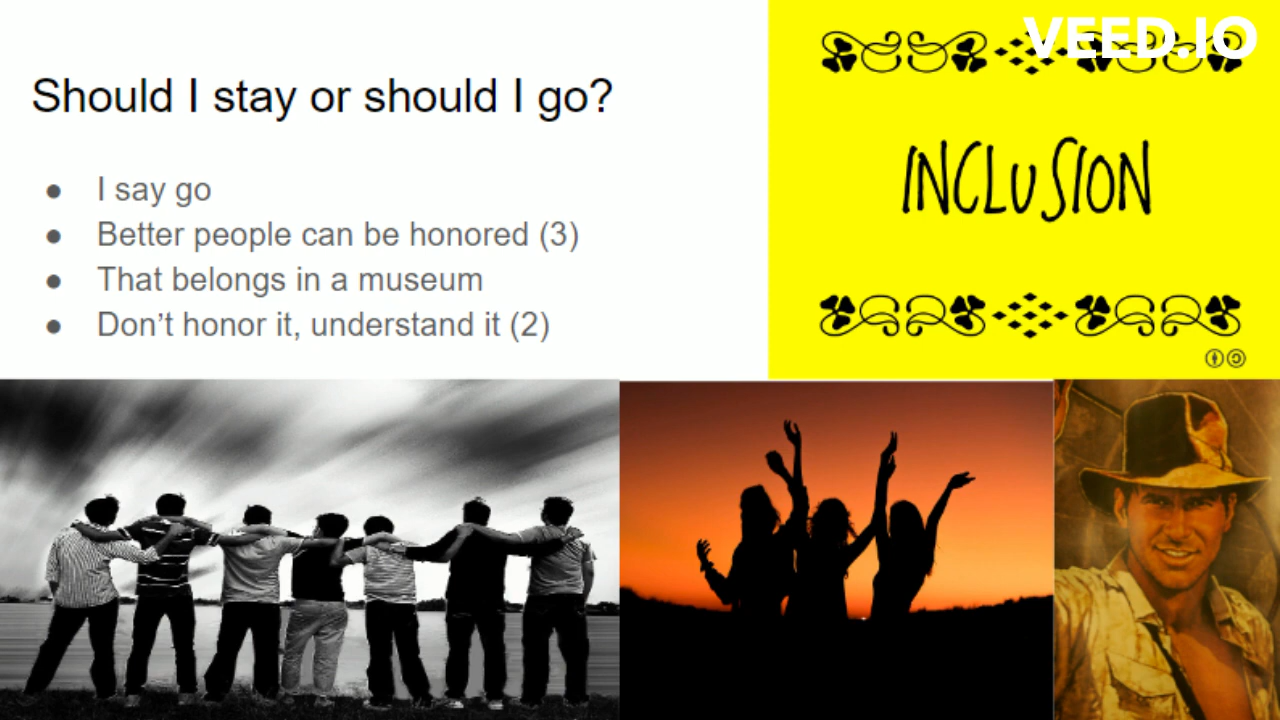 Should I stay or should I go?
● I say go
● Better people can be honored (3)
● That belongs in a museum
● Don’t honor it, understand it (2)
VEED.IO
INCLUSION